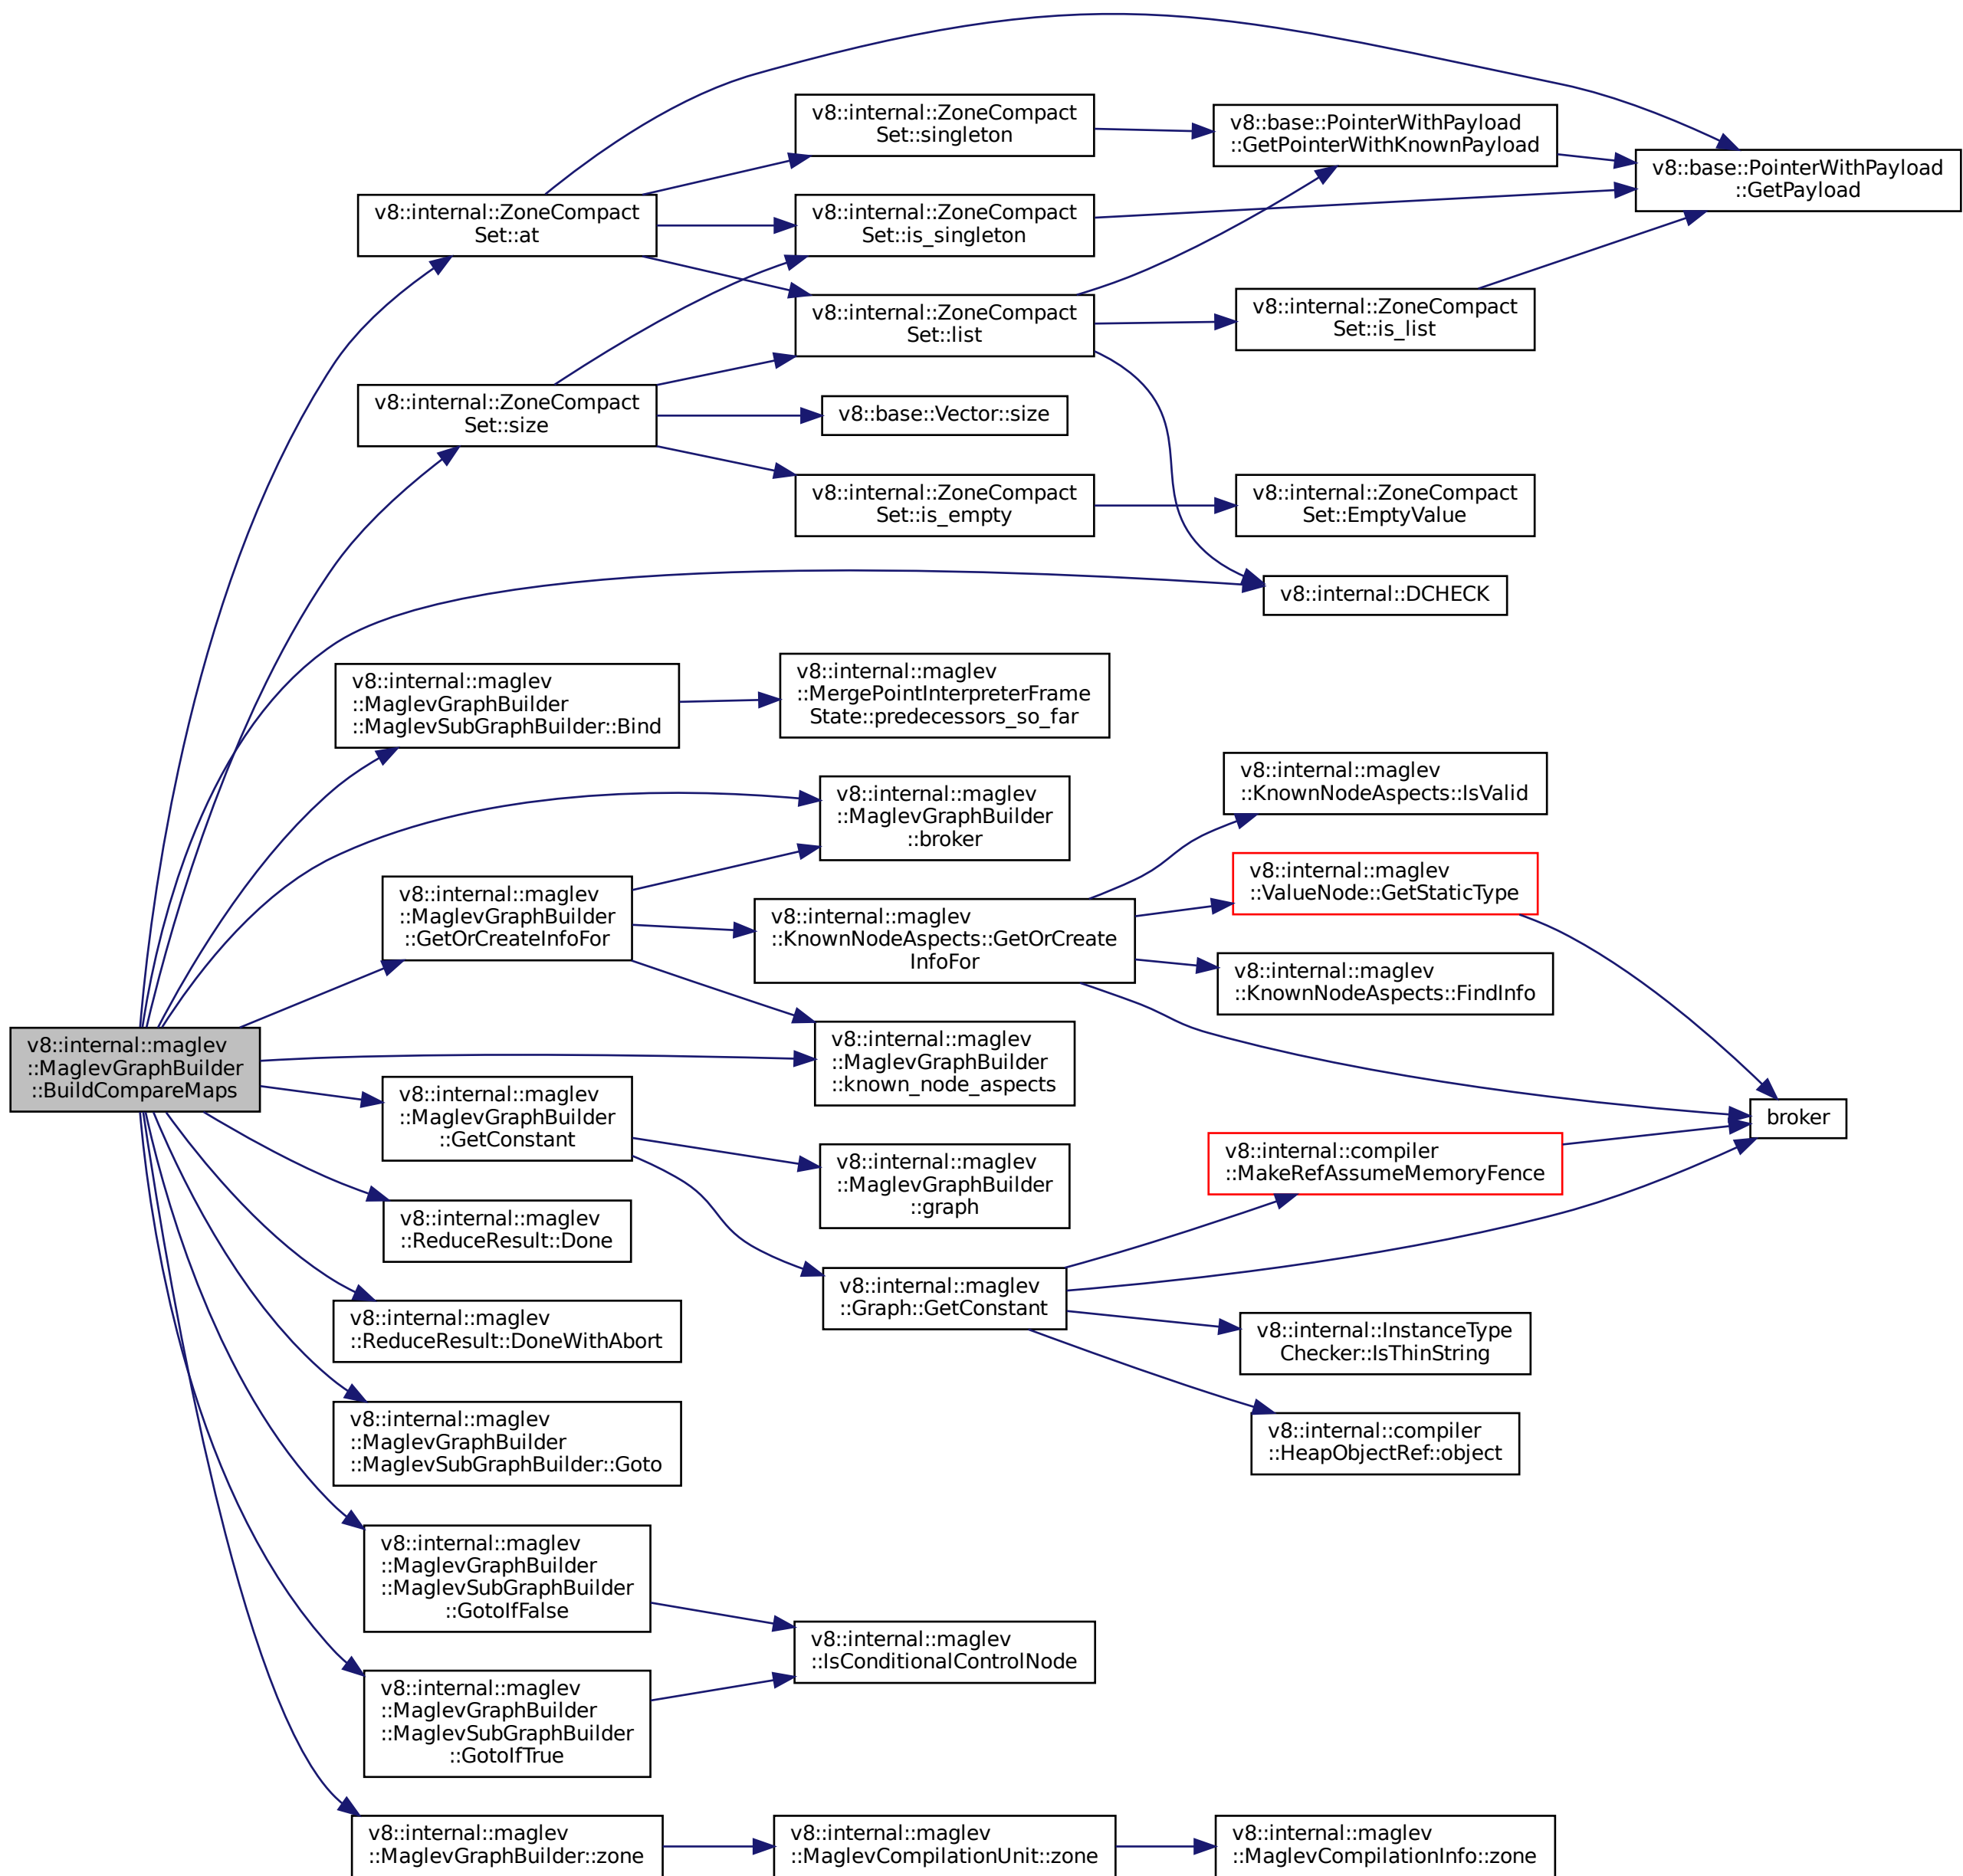 v8::internal::ZoneCompact
Set::singleton
v8::base::PointerWithPayload
::GetPointerWithKnownPayload
v8::base::PointerWithPayload
::GetPayload
v8::internal::ZoneCompact
Set::at
v8::internal::ZoneCompact
Set::is_singleton
v8::internal::ZoneCompact
Set::list
v8::internal::ZoneCompact
Set::is_list
v8::internal::ZoneCompact
Set::size
v8::base::Vector::size
v8::internal::ZoneCompact
Set::is_empty
v8::internal::ZoneCompact
Set::EmptyValue
v8::internal::DCHECK
v8::internal::maglev
::MaglevGraphBuilder
::MaglevSubGraphBuilder::Bind
v8::internal::maglev
::MergePointInterpreterFrame
State::predecessors_so_far
v8::internal::maglev
::MaglevGraphBuilder
::broker
v8::internal::maglev
::KnownNodeAspects::IsValid
v8::internal::maglev
::MaglevGraphBuilder
::GetOrCreateInfoFor
v8::internal::maglev
::KnownNodeAspects::GetOrCreate
InfoFor
v8::internal::maglev
::ValueNode::GetStaticType
v8::internal::maglev
::KnownNodeAspects::FindInfo
v8::internal::maglev
::MaglevGraphBuilder
::BuildCompareMaps
v8::internal::maglev
::MaglevGraphBuilder
::known_node_aspects
v8::internal::maglev
::MaglevGraphBuilder
::GetConstant
broker
v8::internal::maglev
::MaglevGraphBuilder
::graph
v8::internal::compiler
::MakeRefAssumeMemoryFence
v8::internal::maglev
::ReduceResult::Done
v8::internal::maglev
::Graph::GetConstant
v8::internal::maglev
::ReduceResult::DoneWithAbort
v8::internal::InstanceType
Checker::IsThinString
v8::internal::maglev
::MaglevGraphBuilder
::MaglevSubGraphBuilder::Goto
v8::internal::compiler
::HeapObjectRef::object
v8::internal::maglev
::MaglevGraphBuilder
::MaglevSubGraphBuilder
::GotoIfFalse
v8::internal::maglev
::IsConditionalControlNode
v8::internal::maglev
::MaglevGraphBuilder
::MaglevSubGraphBuilder
::GotoIfTrue
v8::internal::maglev
::MaglevGraphBuilder::zone
v8::internal::maglev
::MaglevCompilationUnit::zone
v8::internal::maglev
::MaglevCompilationInfo::zone